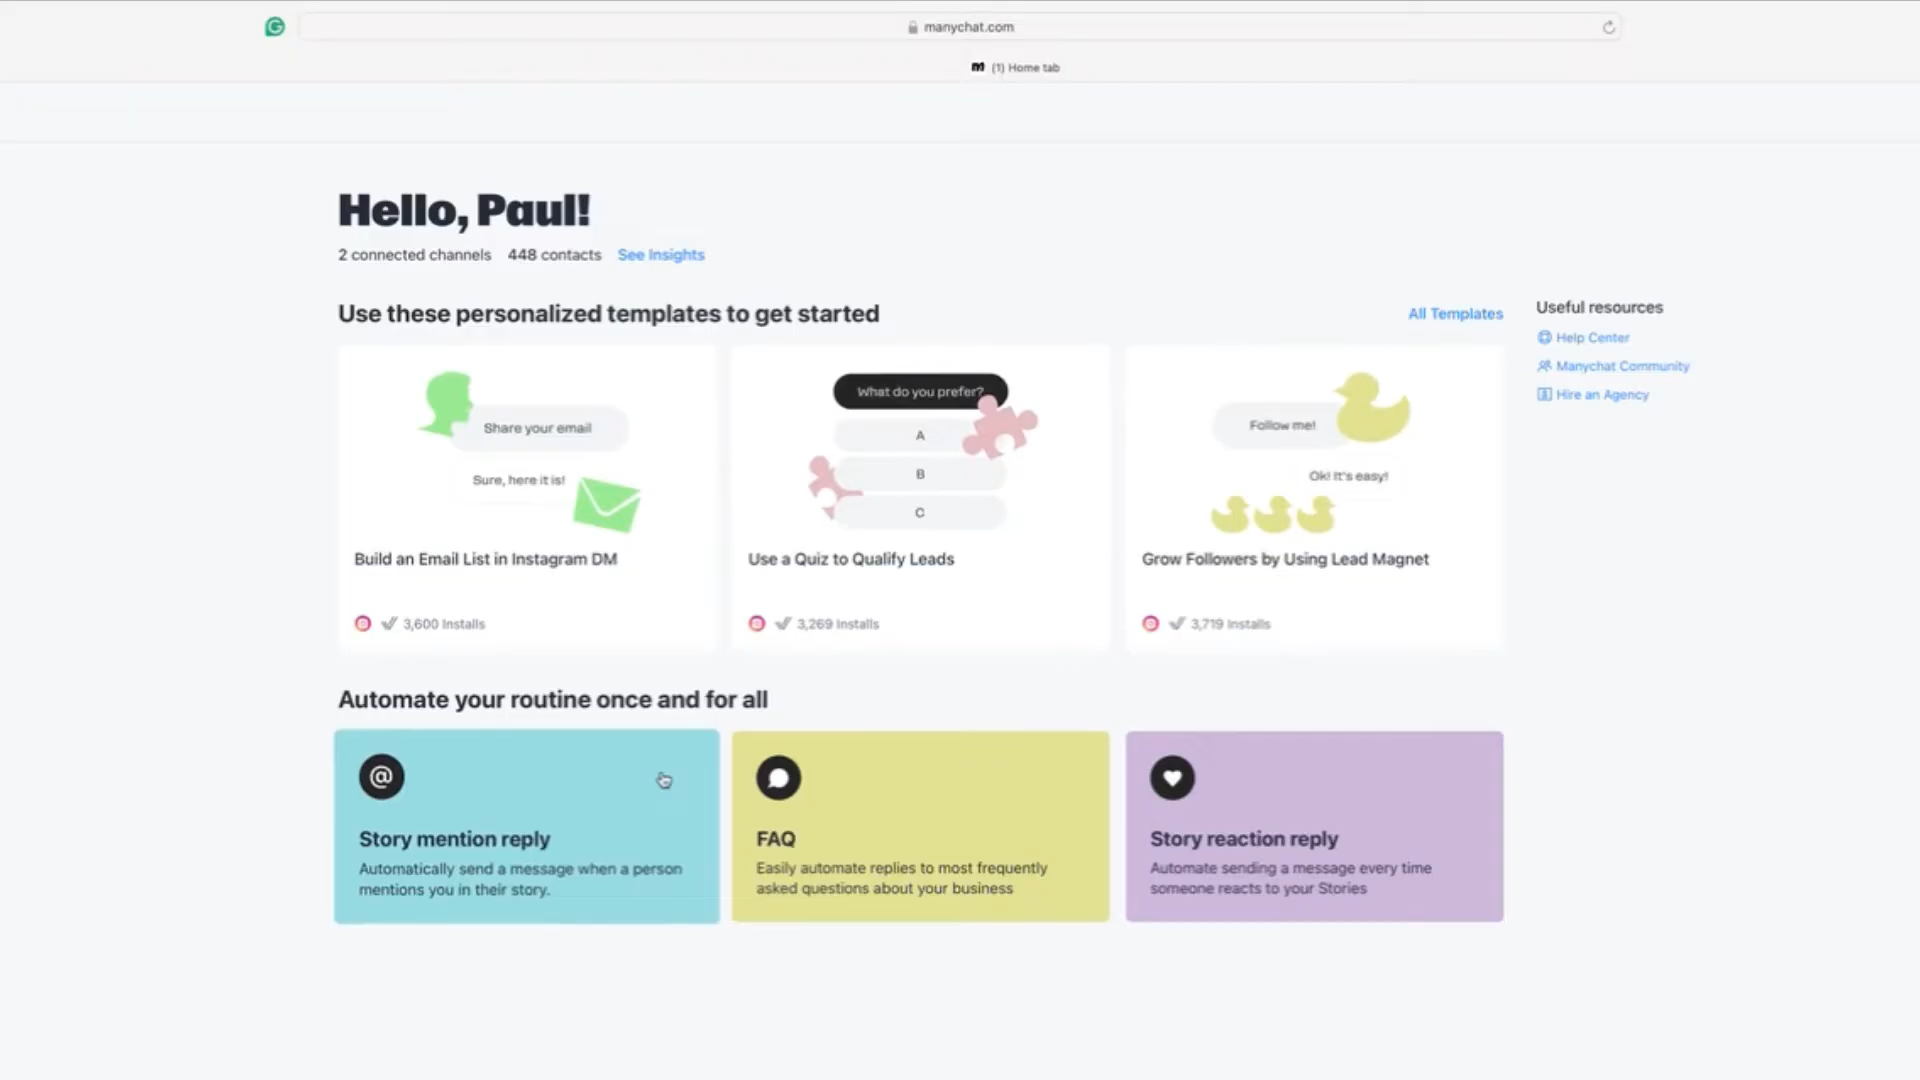 manychat.com
(1) Home tab
Hello, Paul!
2 connected channels 448 contacts See Insights
Use these personalized templates to get started
All Templates
Share your email
Sure, here it is!
Build an Email List in Instagram DM
3,600 Installs
What do you prefer?
A
B
C
Use a Quiz to Qualify Leads
3,269 Installs
Follow me!
Ok! It's easy!
Grow Followers by Using Lead Magnet
3,719 Installs
Useful resources
Help Center
Manychat Community
Hire an Agency
Automate your routine once and for all
@
Story mention reply
Automatically send a message when a person
mentions you in their story.
FAQ
Easily automate replies to most frequently
asked questions about your business
Story reaction reply
Automate sending a message every time
someone reacts to your Stories